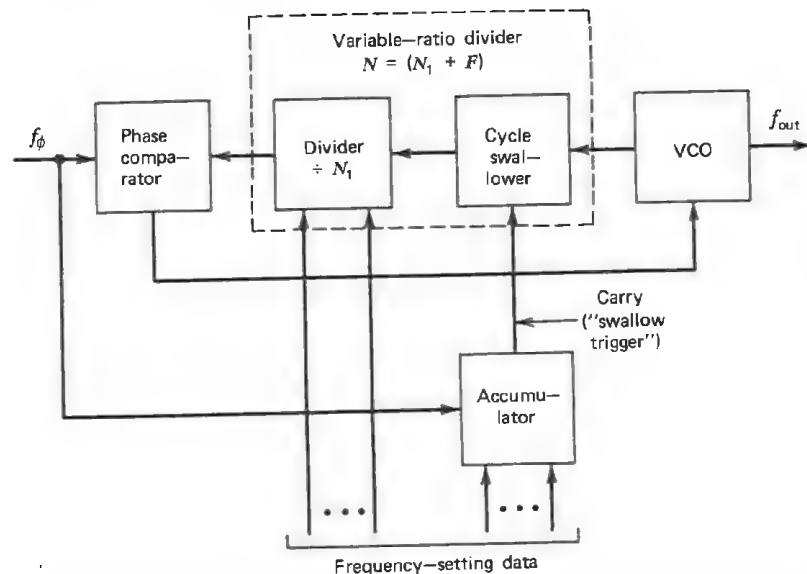 Variable—ratio divider
N = (N₁ + F)
fϕ
Phase
compa—
rator
Divider
÷ N₁
Cycle
swal—
lower
VCO
fout
Carry
(“swallow
trigger”)
Accumu—
lator
Frequency—setting data